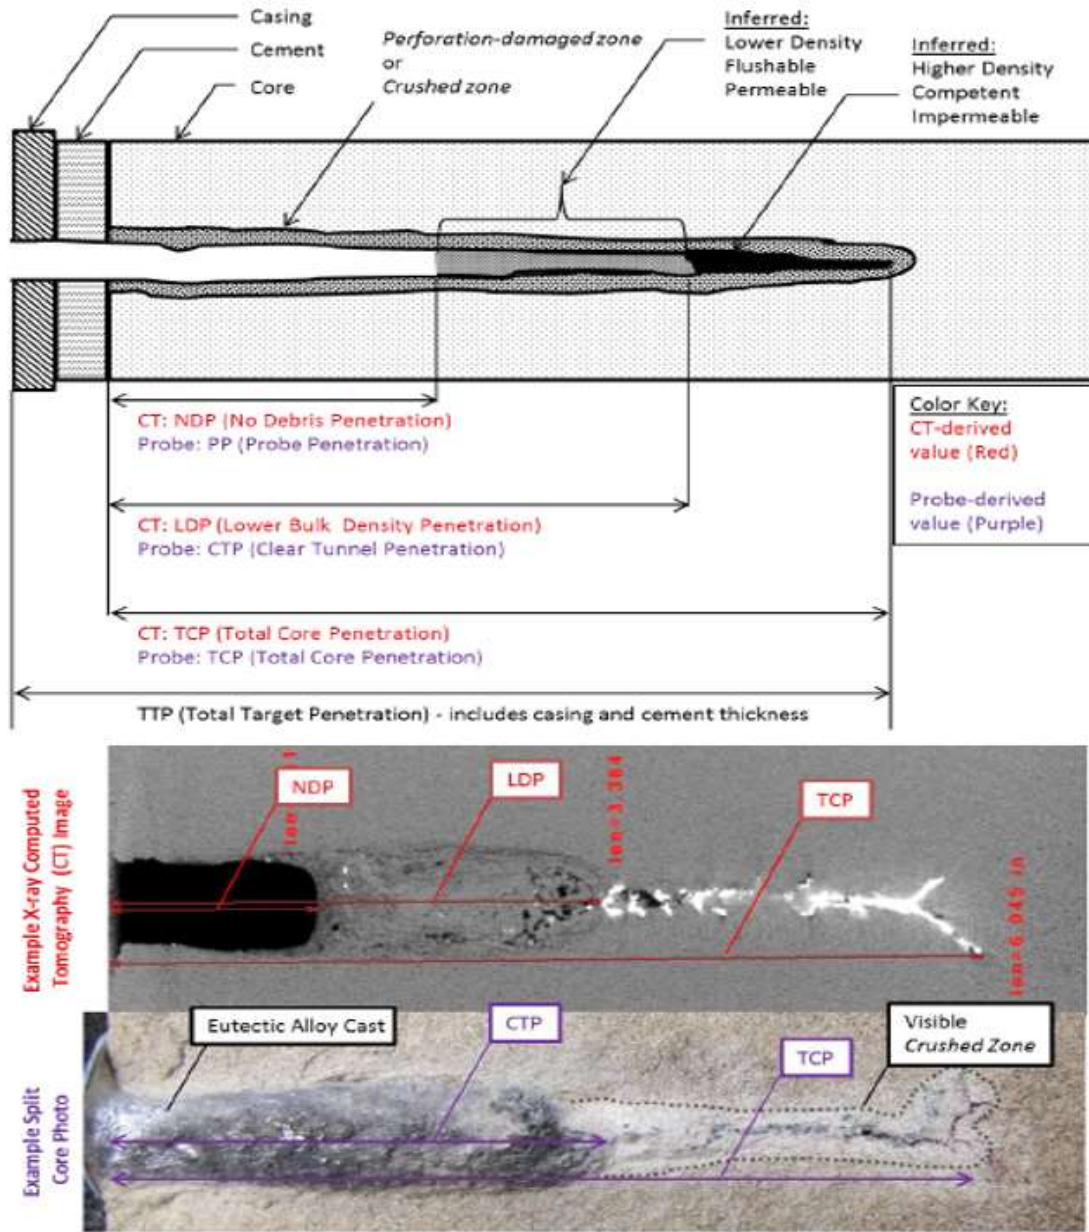 Casing
Cement
Core
Perforation-damaged zone
or
Crushed zone
Inferred:
Lower Density
Flushable
Permeable
Inferred:
Higher Density
Competent
Impermeable
CT: NDP (No Debris Penetration)
Probe: PP (Probe Penetration)
CT: LDP (Lower Bulk Density Penetration)
Probe: CTP (Clear Tunnel Penetration)
CT: TCP (Total Core Penetration)
Probe: TCP (Total Core Penetration)
TTP (Total Target Penetration) - includes casing and cement thickness
Color Key:
CT-derived
value (Red)
Probe-derived
value (Purple)
Example X-ray Computed
Tomography (CT) Image
NDP
LDP
TCP
len=3.384
len=6.045 in
Example Split
Core Photo
Eutectic Alloy Cast
CTP
TCP
Visible
Crushed Zone